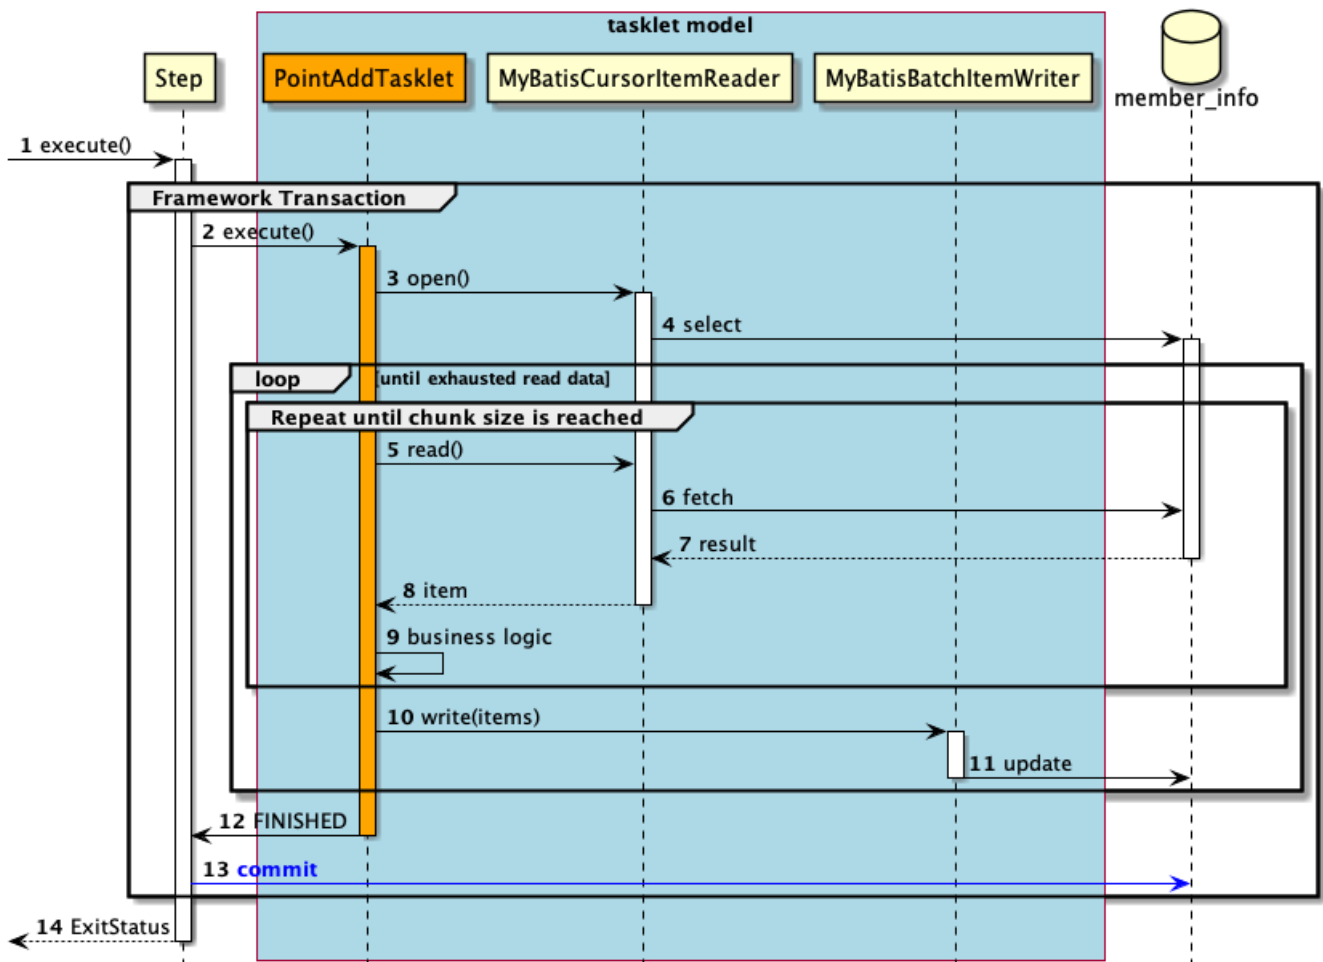 tasklet model
Step
PointAddTasklet
MyBatisCursorItemReader
MyBatisBatchItemWriter
member_info
1 execute()
Framework Transaction
2 execute()
3 open()
4 select
loop
[until exhausted read data]
Repeat until chunk size is reached
5 read()
6 fetch
7 result
8 item
9 business logic
10 write(items)
11 update
12 FINISHED
13 commit
14 ExitStatus